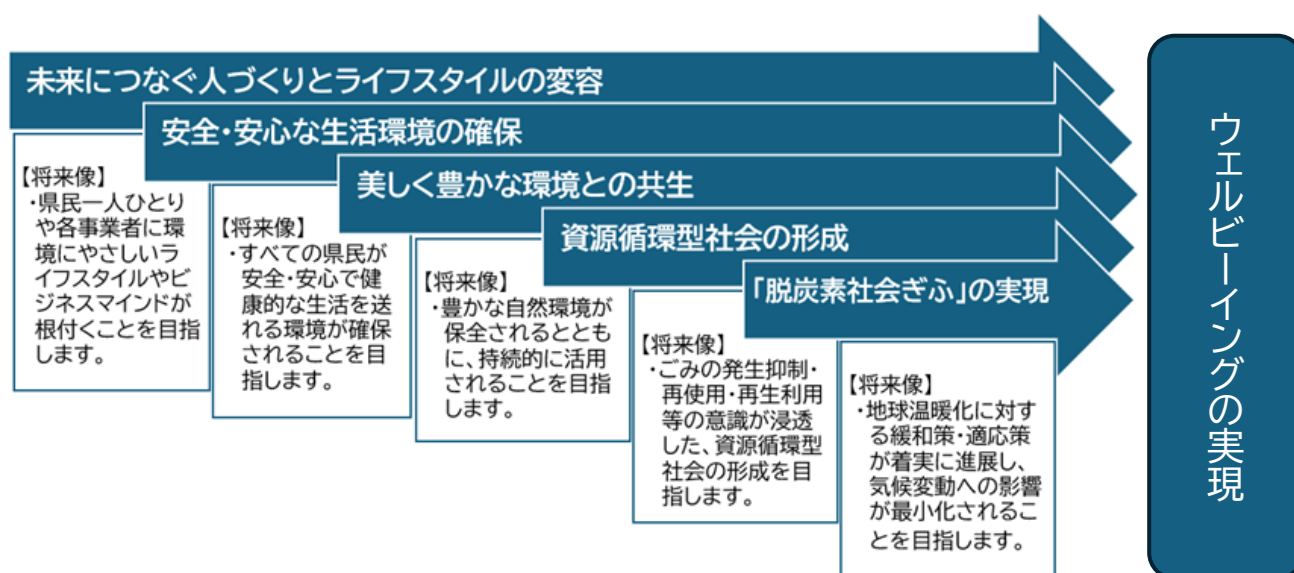 未来につなぐ人づくりとライフスタイルの変容
【将来像】
・県民一人ひとり
や各事業者に環
境にやさしいラ
イフスタイルやビ
ジネスマインドが
根付くことを目指
します。
安全・安心な生活環境の確保
【将来像】
・すべての県民が
安全・安心で健
康的な生活を送
れる環境が確保
されることを目
指します。
美しく豊かな環境との共生
【将来像】
・豊かな自然環境が
保全されるととも
に、持続的に活用
されることを目指
します。
資源循環型社会の形成
【将来像】
・ごみの発生抑制・
再使用・再生利用
等の意識が浸透
した、資源循環型
社会の形成を目
指します。
「脱炭素社会ぎふ」の実現
【将来像】
・地球温暖化に対す
る緩和策・適応策
が着実に進展し、
気候変動への影響
が最小化されるこ
とを目指します。
ウェルビーイングの実現